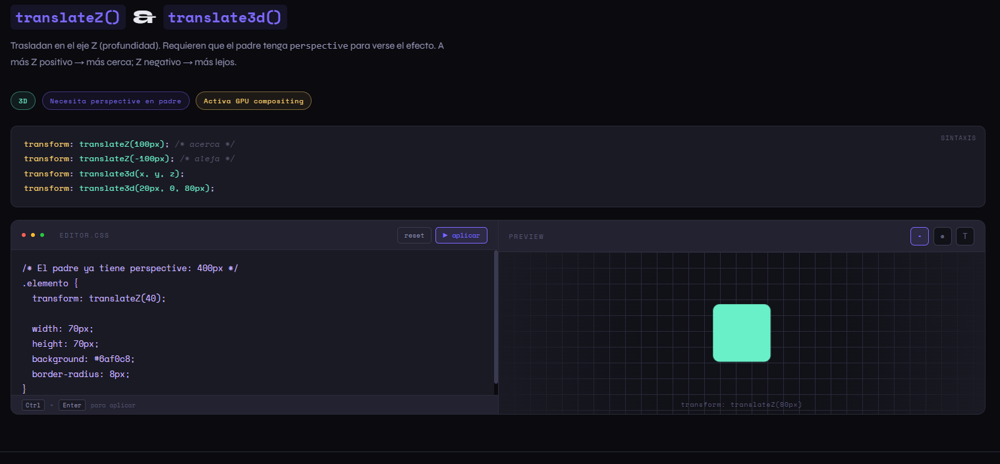 translateZ() & translate3d()
Trasladan en el eje Z (profundidad). Requieren que el padre tenga perspective para verse el efecto. A
más Z positivo → más cerca; Z negativo → más lejos.
3D
Necesita perspective en padre
Activa GPU compositing
SINTAXIS
transform: translateZ(100px); /* acerca */
transform: translateZ(-100px); /* aleja */
transform: translate3d(x, y, z);
transform: translate3d(20px, 0, 80px);
EDITOR.CSS
reset
▶ aplicar
/* El padre ya tiene perspective: 400px */
.elemento {
transform: translateZ(40);
width: 70px;
height: 70px;
background: #6af0c8;
border-radius: 8px;
}
Ctrl + Enter para aplicar
PREVIEW
- ● T
transform: translateZ(80px)